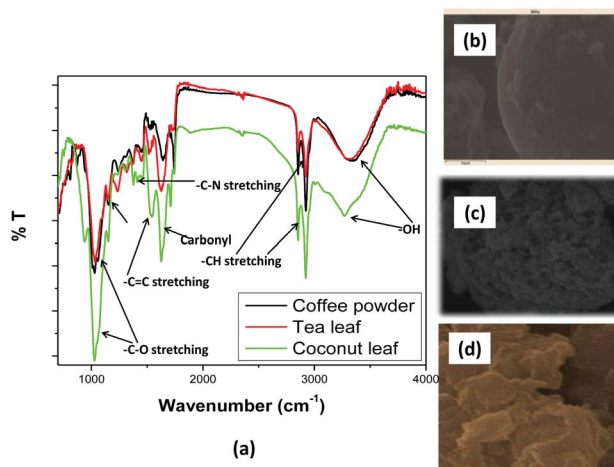 (a)
% T
-C-N stretching
Carbonyl
-OH
-CH stretching
-C=C stretching
-C-O stretching
Coffee powder
Tea leaf
Coconut leaf
1000 2000 3000 4000
Wavenumber (cm-1)
(a)
(b)
(c)
(d)